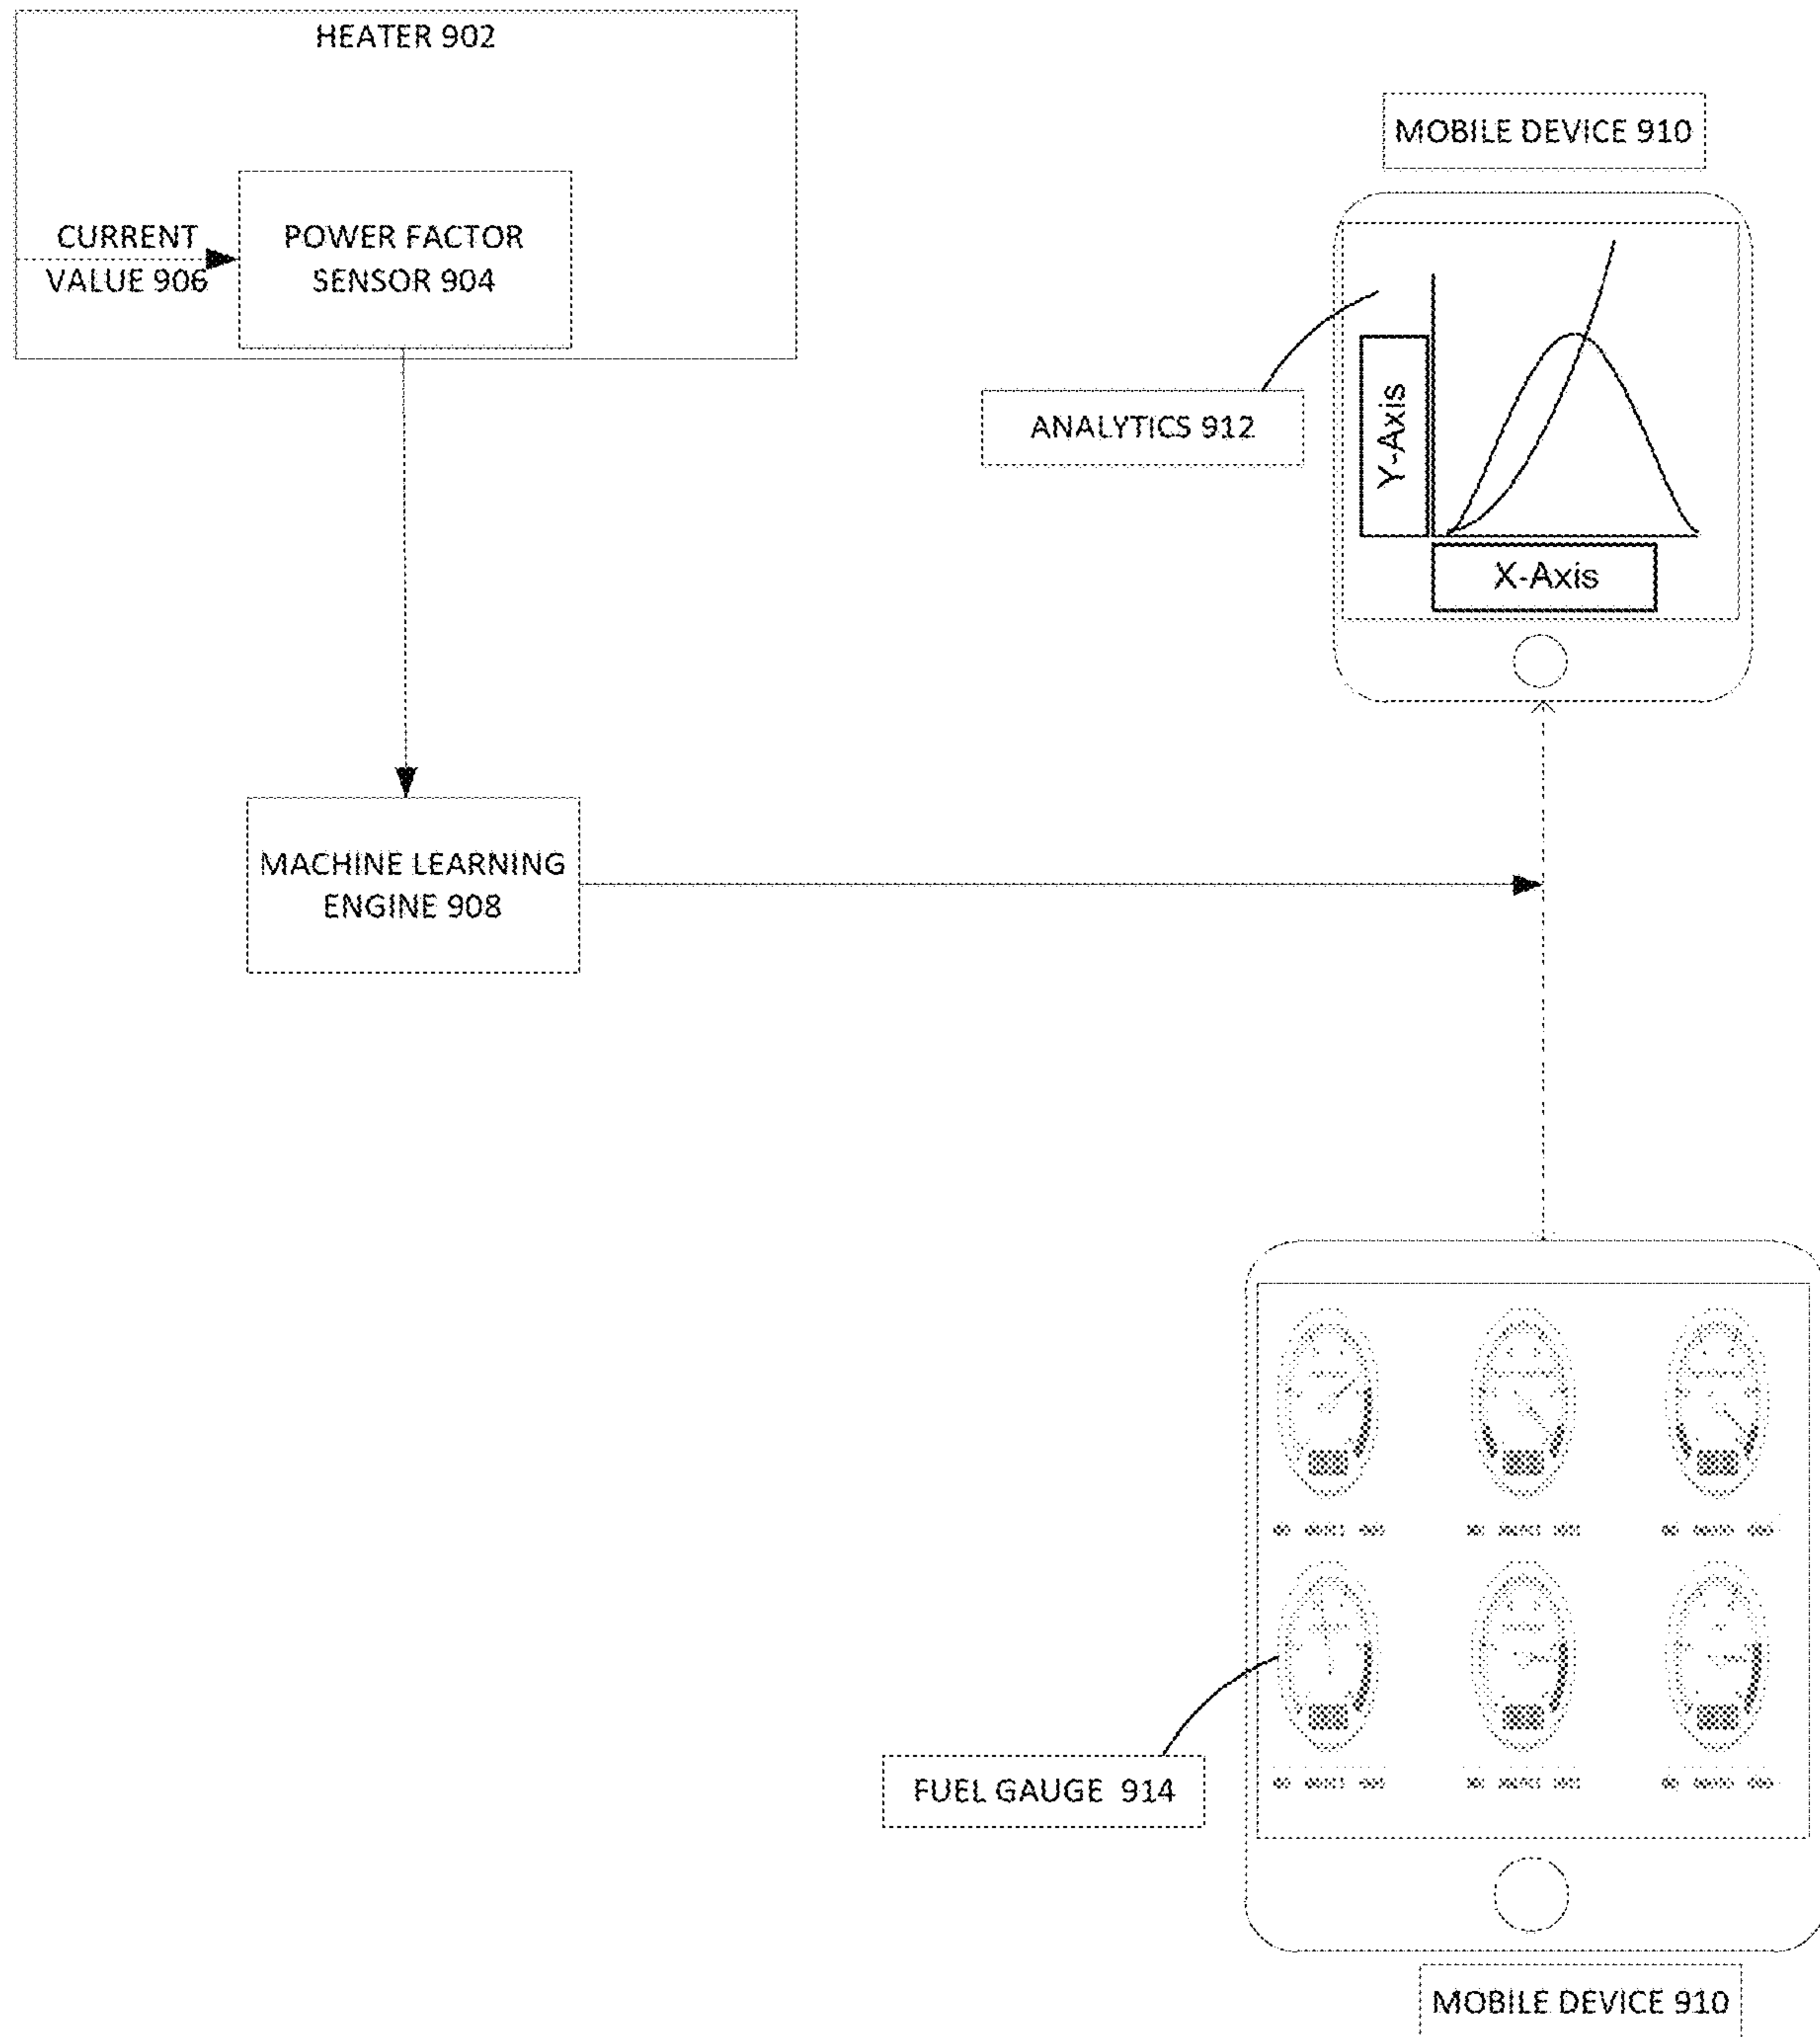 HEATER 902
MOBILE DEVICE 910
CURRENT
VALUE 906
POWER FACTOR
SENSOR 904
ANALYTICS 912
Y-Axis
X-Axis
MACHINE LEARNING
ENGINE 908
FUEL GAUGE 914
MOBILE DEVICE 910